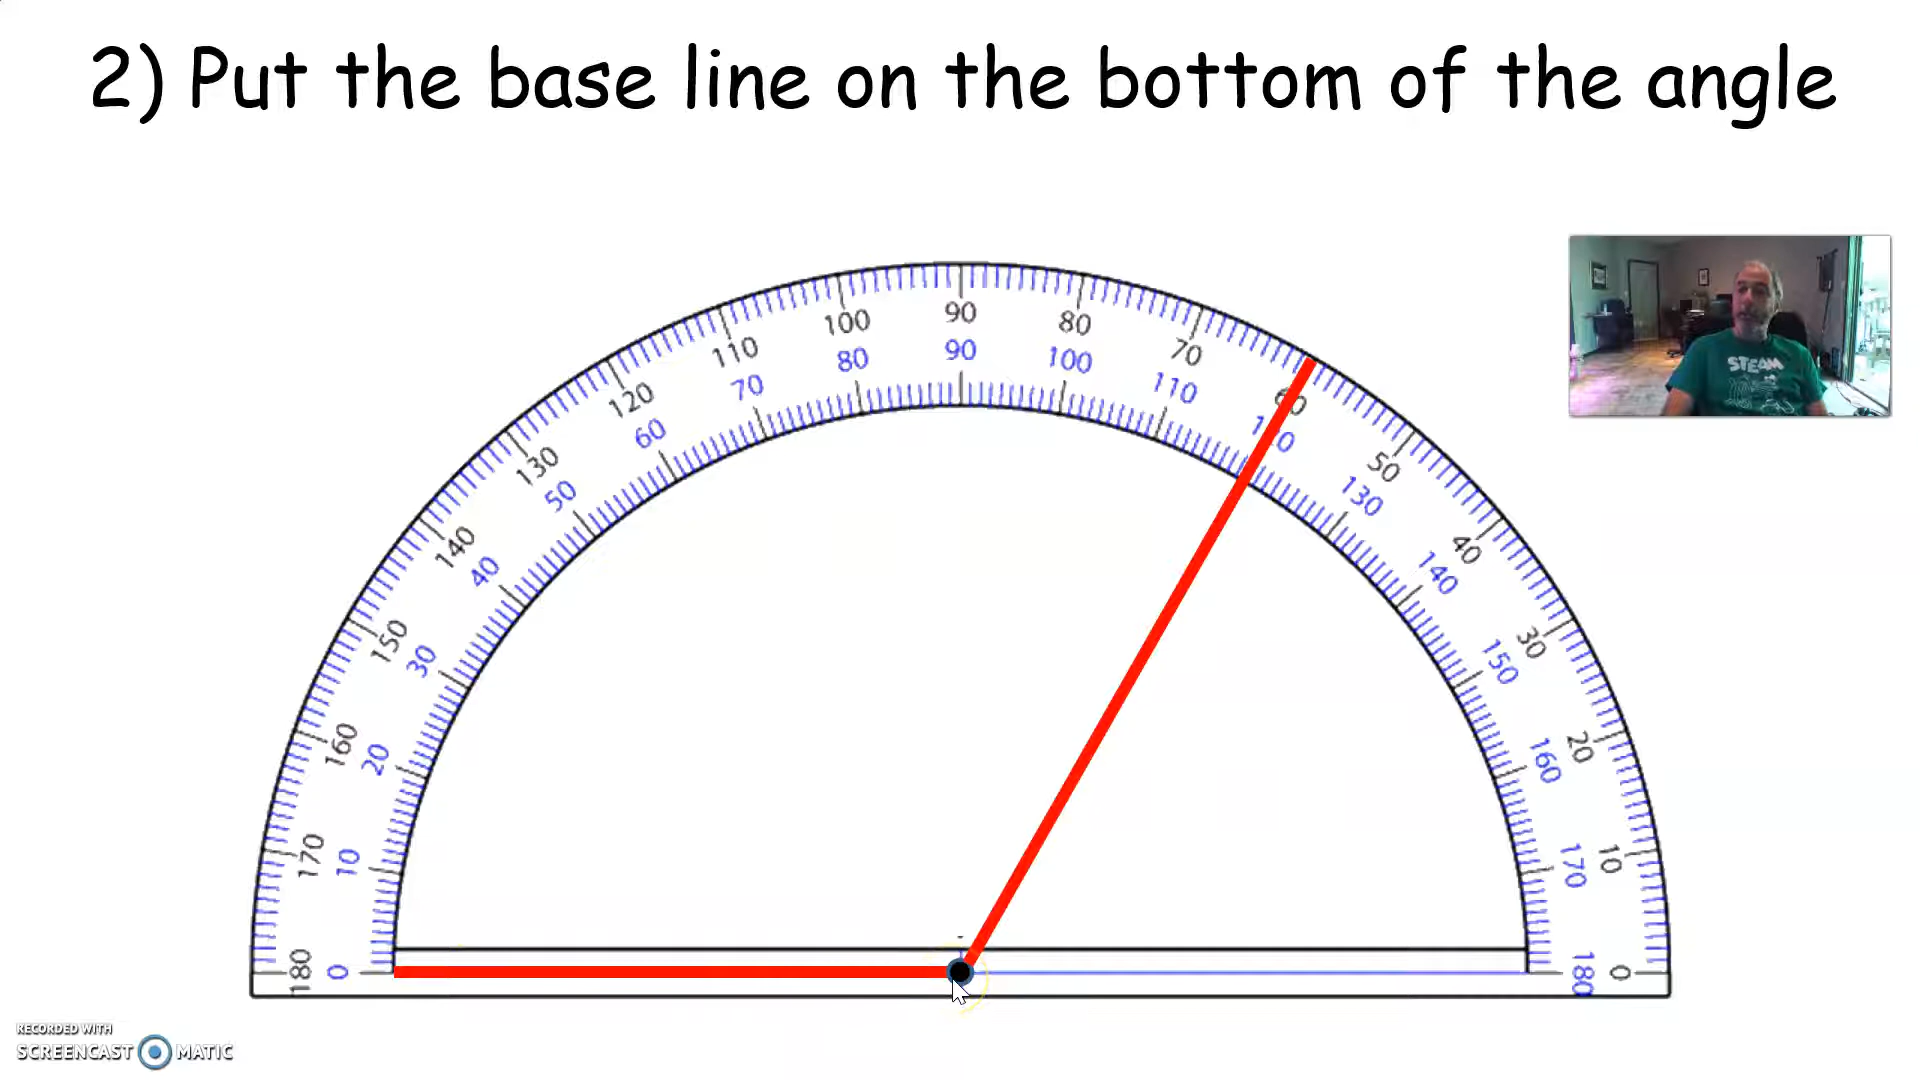 2) Put the base line on the bottom of the angle
180 170 160 150 140 130 120 110 100 90 80 70 60 50 40 30 20 10 0
0 10 20 30 40 50 60 70 80 90 100 110 120 130 140 150 160 170 180
STEAM
RECORDED WITH
SCREENCAST MATIC